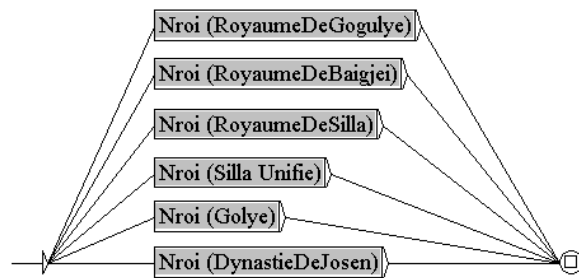 Nroi (RoyaumeDeGogulye)
Nroi (RoyaumeDeBaigjei)
Nroi (RoyaumeDeSilla)
Nroi (Silla Unifie)
Nroi (Golye)
Nroi (DynastieDeJosen)